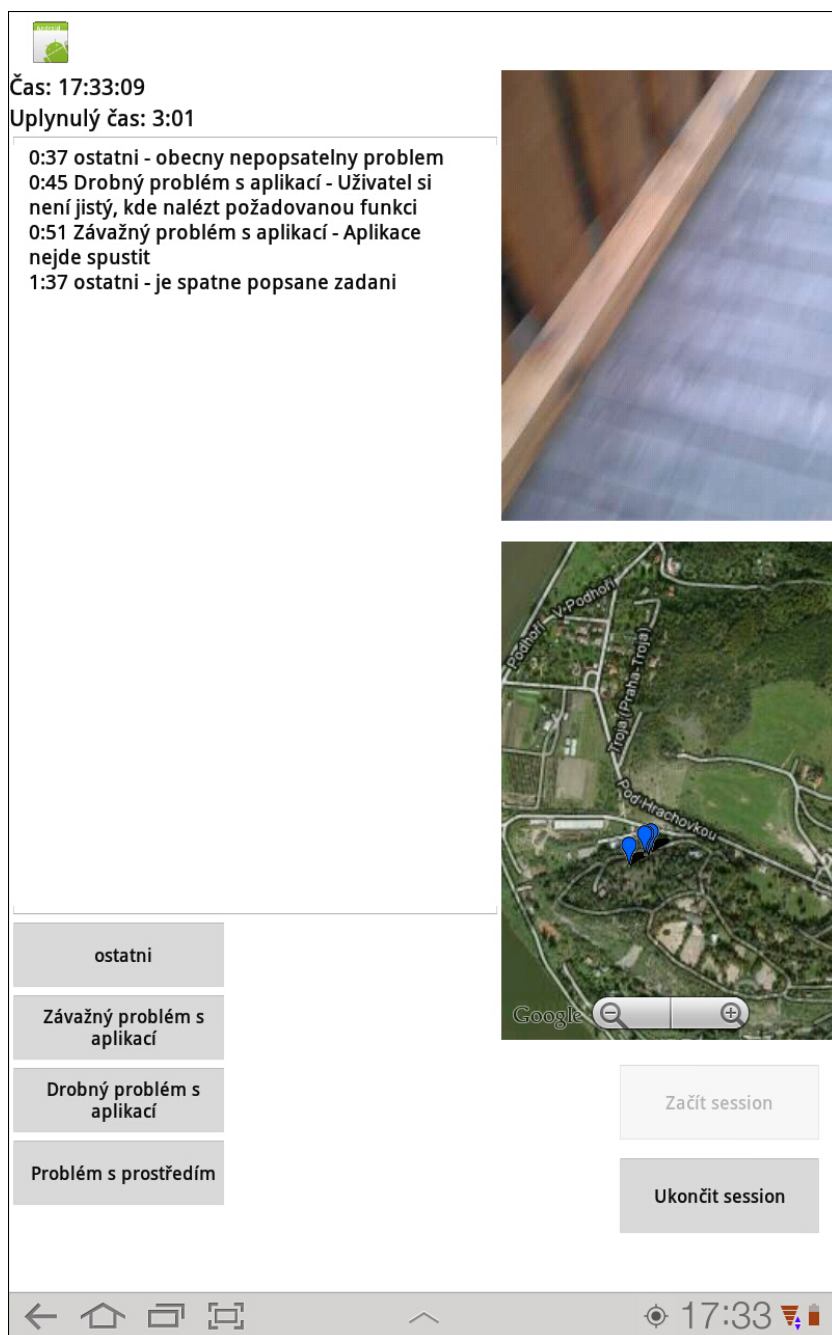 Android
Čas: 17:33:09
Uplynulý čas: 3:01
0:37 ostatni - obecny nepopsatelny problem
0:45 Drobný problém s aplikací - Uživatel si
není jistý, kde nalézt požadovanou funkci
0:51 Závažný problém s aplikací - Aplikace
nejde spustit
1:37 ostatni - je spatne popsane zadani
Podhoří
V-Podhoří
Troja (Praha-Troja)
Pod-Hrachovkou
Google
ostatni
Závažný problém s
aplikací
Drobný problém s
aplikací
Problém s prostředím
Začít session
Ukončit session
17:33